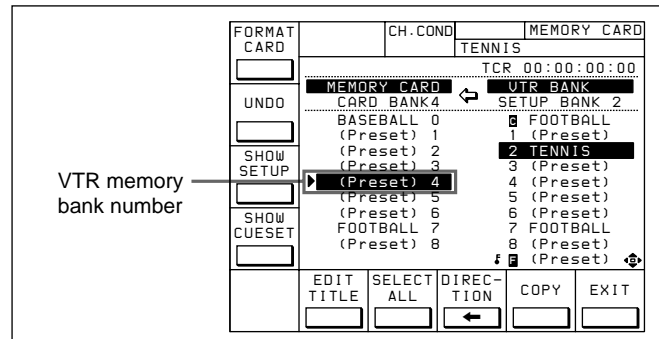 FORMAT CARD
CH·COND
MEMORY CARD
TENNIS
TCR 00:00:00:00
UNDO
MEMORY CARD
CARD BANK4
VTR BANK
SETUP BANK 2
BASEBALL 0
C FOOTBALL
(Preset) 1
1 (Preset)
SHOW SETUP
(Preset) 2
2 TENNIS
(Preset) 3
3 (Preset)
VTR memory bank number
(Preset) 4
4 (Preset)
(Preset) 5
5 (Preset)
SHOW CUESET
(Preset) 6
6 (Preset)
FOOTBALL 7
7 FOOTBALL
(Preset) 8
8 (Preset)
F (Preset)
EDIT TITLE
SELECT ALL
DIREC-TION
COPY
EXIT